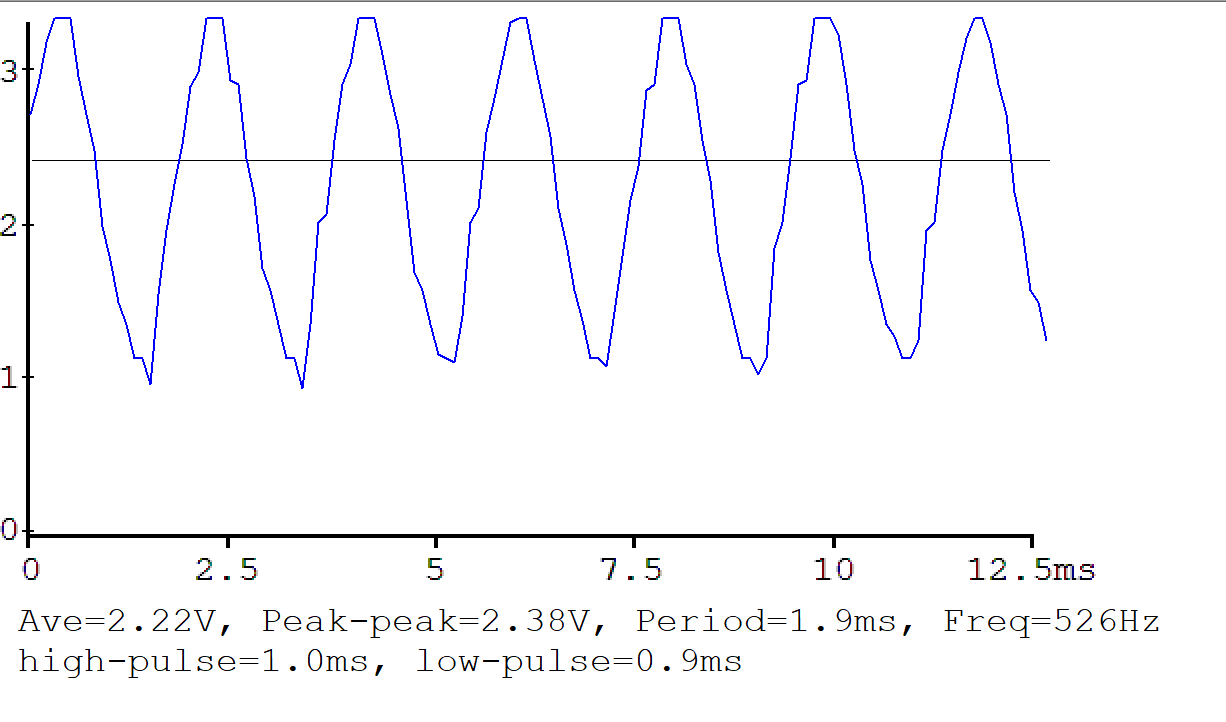 3
2
1
0
0 2.5 5 7.5 10 12.5ms
Ave=2.22V, Peak-peak=2.38V, Period=1.9ms, Freq=526Hz
high-pulse=1.0ms, low-pulse=0.9ms